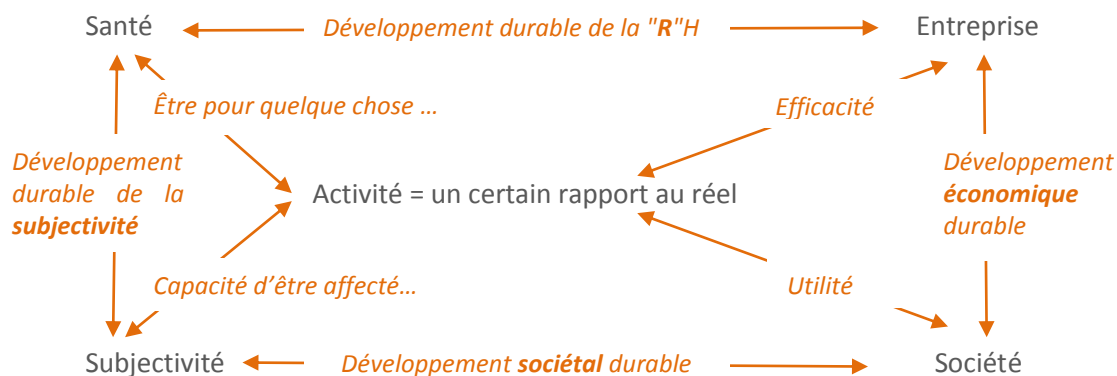 Santé Développement durable de la "R"H Entreprise
Être pour quelque chose … Efficacité
Développement
durable de la
subjectivité
Activité = un certain rapport au réel
Développement
économique
durable
Capacité d’être affecté… Utilité
Subjectivité Développement sociétal durable Société